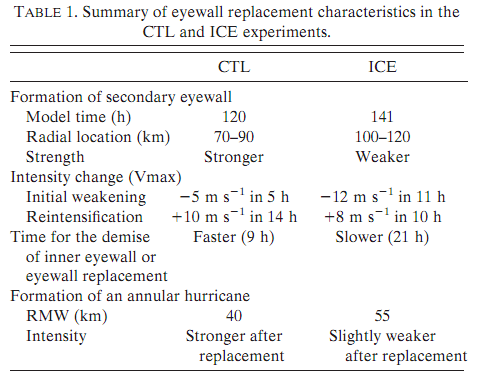 TABLE 1. Summary of eyewall replacement characteristics in the
CTL and ICE experiments.
CTL ICE
Formation of secondary eyewall
Model time (h) 120 141
Radial location (km) 70–90 100–120
Strength Stronger Weaker
Intensity change (Vmax)
Initial weakening −5 m s⁻¹ in 5 h −12 m s⁻¹ in 11 h
Reintensification +10 m s⁻¹ in 14 h +8 m s⁻¹ in 10 h
Time for the demise Faster (9 h) Slower (21 h)
of inner eyewall or
eyewall replacement
Formation of an annular hurricane
RMW (km) 40 55
Intensity Stronger after Slightly weaker
replacement after replacement